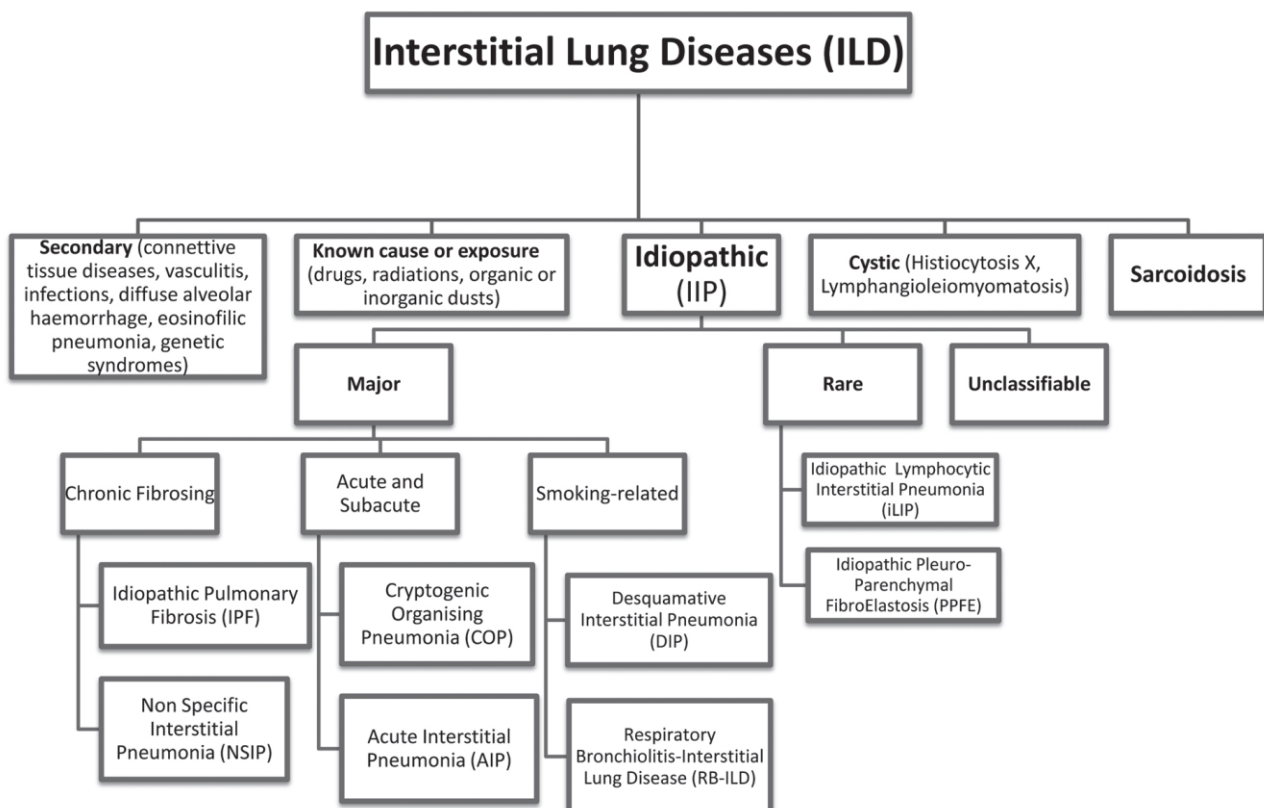 Interstitial Lung Diseases (ILD)
Secondary (connettive
tissue diseases, vasculitis,
infections, diffuse alveolar
haemorrhage, eosinofilic
pneumonia, genetic
syndromes)
Known cause or exposure
(drugs, radiations, organic or
inorganic dusts)
Idiopathic
(IIP)
Cystic (Histiocytosis X,
Lymphangioleiomyomatosis)
Sarcoidosis
Major
Rare
Unclassifiable
Chronic Fibrosing
Acute and
Subacute
Smoking-related
Idiopathic Lymphocytic
Interstitial Pneumonia
(iLIP)
Idiopathic Pulmonary
Fibrosis (IPF)
Cryptogenic
Organising
Pneumonia (COP)
Desquamative
Interstitial Pneumonia
(DIP)
Idiopathic Pleuro-
Parenchymal
FibroElastosis (PPFE)
Non Specific
Interstitial
Pneumonia (NSIP)
Acute Interstitial
Pneumonia (AIP)
Respiratory
Bronchiolitis-Interstitial
Lung Disease (RB-ILD)